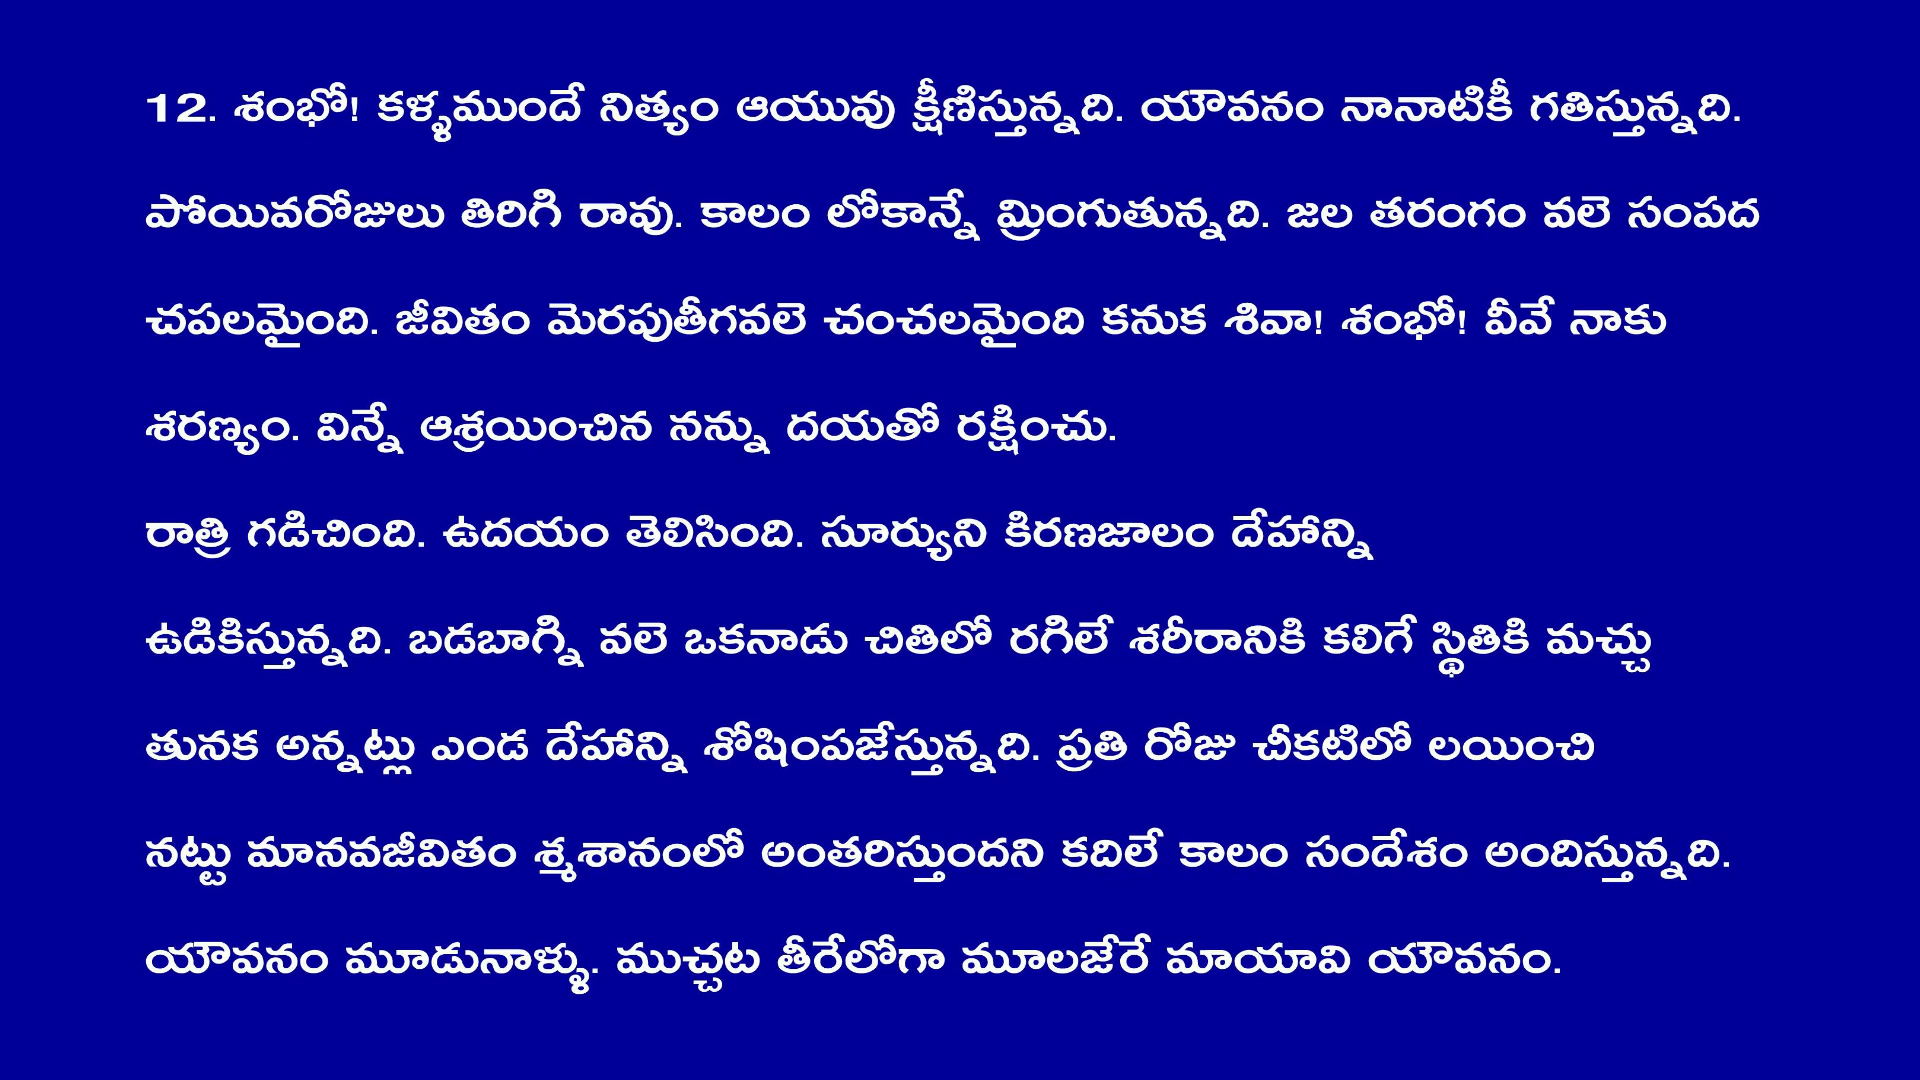 12. శంభో! కళ్ళముందే నిత్యం ఆయువు క్షీణిస్తున్నది. యౌవనం నానాటికీ గతిస్తున్నది.
పోయివరోజులు తిరిగి రావు. కాలం లోకాన్నే మ్రింగుతున్నది. జల తరంగం వలె సంపద
చపలమైంది. జీవితం మెరపుతీగవలె చంచలమైంది కనుక శివా! శంభో! వీవే నాకు
శరణ్యం. విన్నే ఆశ్రయించిన నన్ను దయతో రక్షించు.
రాత్రి గడిచింది. ఉదయం తెలిసింది. సూర్యుని కిరణజాలం దేహాన్ని
ఉడికిస్తున్నది. బడబాగ్ని వలె ఒకనాడు చితిలో రగిలే శరీరానికి కలిగే స్థితికి మచ్చు
తునక అన్నట్లు ఎండ దేహాన్ని శోషింపజేస్తున్నది. ప్రతి రోజు చీకటిలో లయించి
నట్టు మానవజీవితం శ్మశానంలో అంతరిస్తుందని కదిలే కాలం సందేశం అందిస్తున్నది.
యౌవనం మూడునాళ్ళు. ముచ్చట తీరేలోగా మూలజేరే మాయావి యౌవనం.